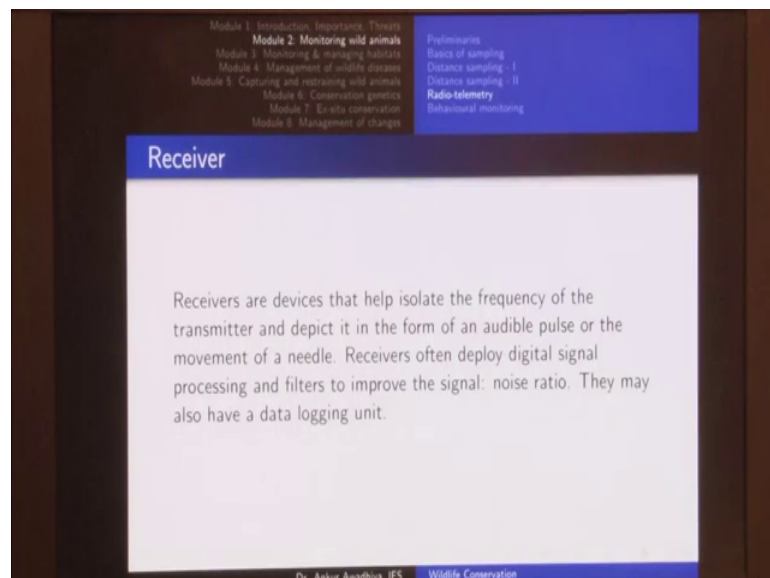 Module 1: Introduction, Importance, Threats
Module 2: Monitoring wild animals
Module 3: Monitoring & managing habitats
Module 4: Management of wildlife diseases
Module 5: Capturing and restraining wild animals
Module 6: Conservation genetics
Module 7: Ex-situ conservation
Module 8: Management of changes
Preliminaries
Basics of sampling
Distance sampling - I
Distance sampling - II
Radio-telemetry
Behavioural monitoring
Receiver
Receivers are devices that help isolate the frequency of the
transmitter and depict it in the form of an audible pulse or the
movement of a needle. Receivers often deploy digital signal
processing and filters to improve the signal: noise ratio. They may
also have a data logging unit.
Dr. Ankur Awadhiya, IFS
Wildlife Conservation